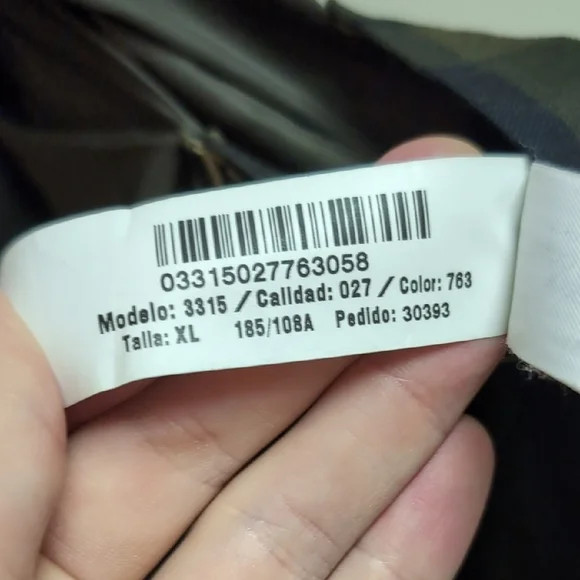 03315027763058
Modelo: 3315 / Calidad: 027 / Color: 763
Talla: XL 185/108A Pedido: 30393